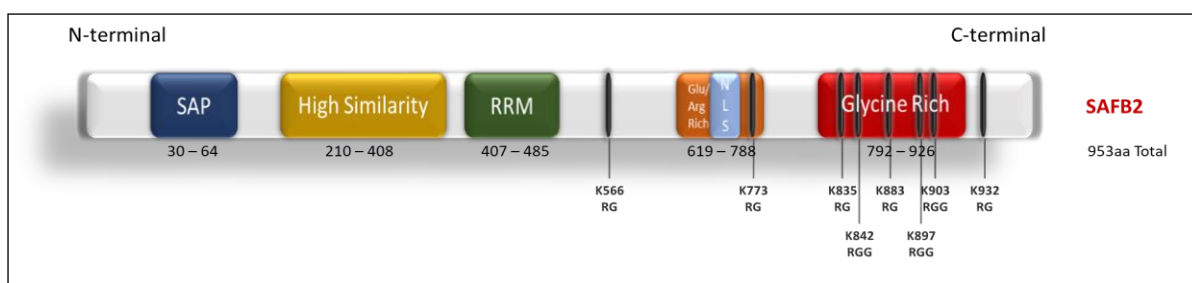 N-terminal
C-terminal
SAP
High Similarity
RRM
Glu/
Arg
Rich
N
L
S
Glycine Rich
SAFB2
30 – 64
210 – 408
407 – 485
619 – 788
792 – 926
953aa Total
K566
RG
K773
RG
K835
RG
K883
RG
K903
RGG
K932
RG
K842
RGG
K897
RGG